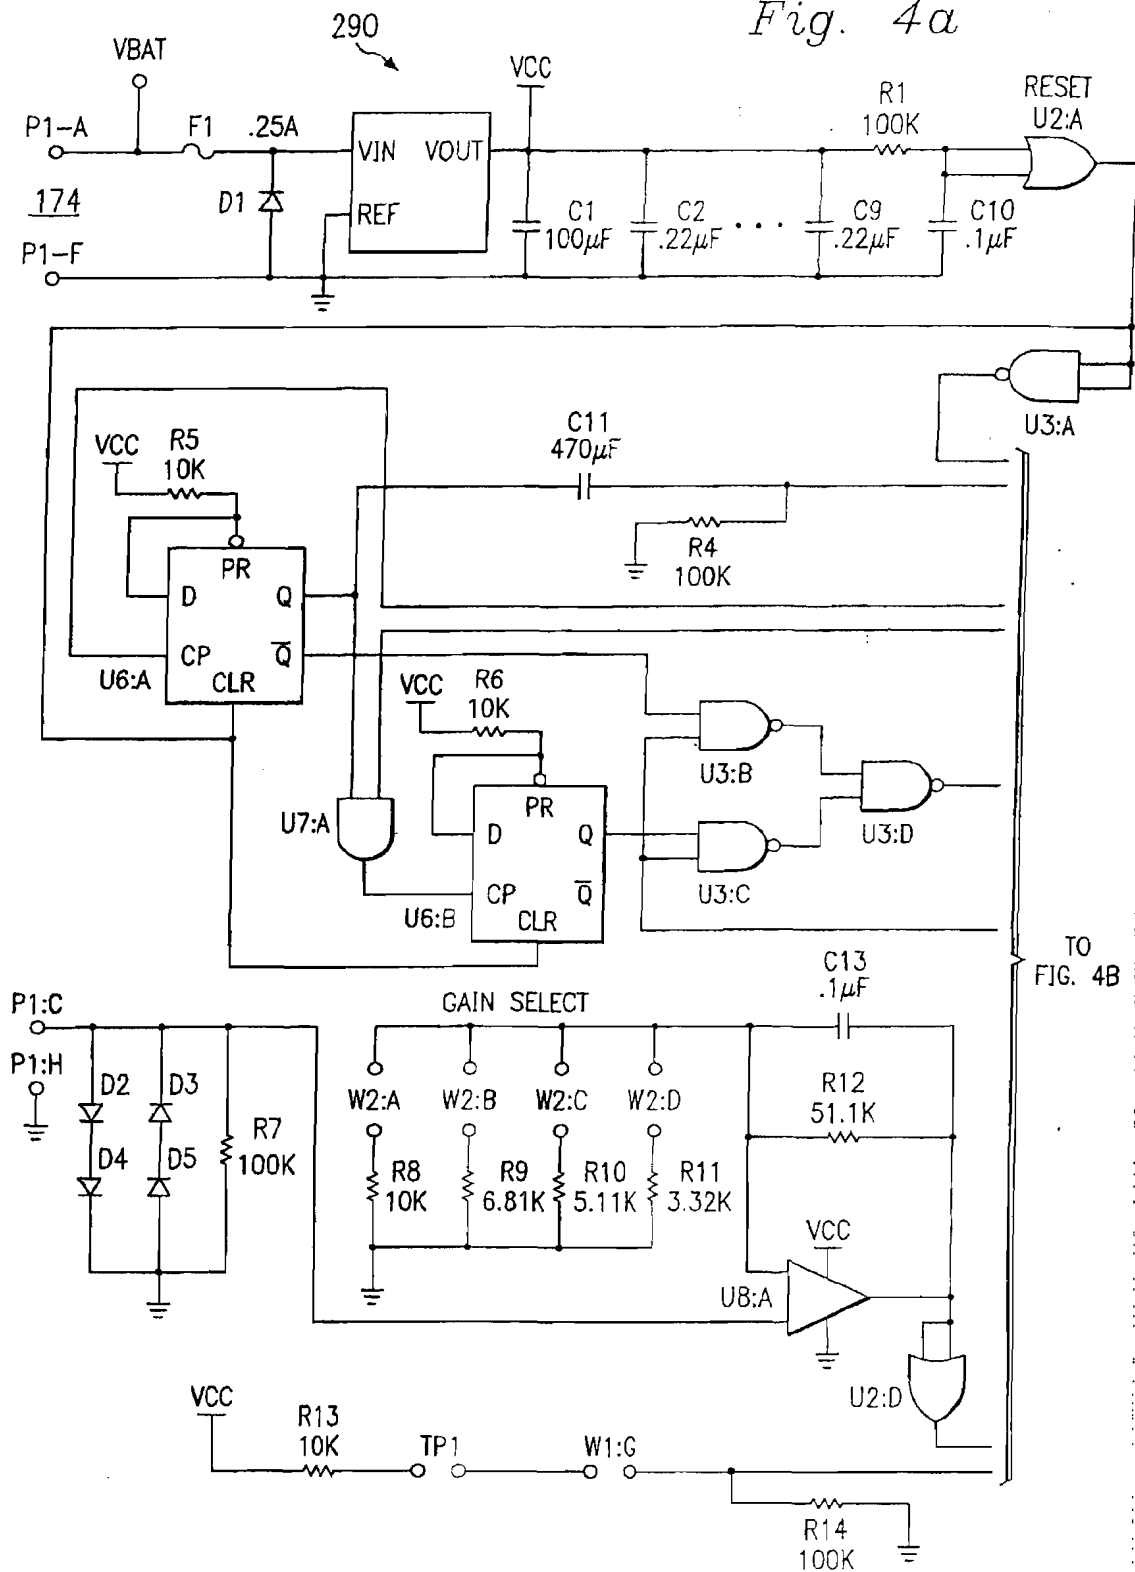 Fig. 4a
290
VBAT
VCC
P1-A
F1
.25A
R1
100K
RESET
U2:A
VIN VOUT
174
D1
REF
C1
100µF
C2
.22µF
C9
.22µF
C10
.1µF
P1-F
U3:A
C11
470µF
VCC
R5
10K
R4
100K
PR
D Q
CP Q
CLR
U6:A
VCC
R6
10K
U3:B
U7:A
PR
D Q
CP Q
CLR
U6:B
U3:C
U3:D
TO
FIG. 4B
P1:C
P1:H
D2
D3
D4
D5
R7
100K
GAIN SELECT
C13
.1µF
W2:A
W2:B
W2:C
W2:D
R12
51.1K
R8
10K
R9
6.81K
R10
5.11K
R11
3.32K
VCC
U8:A
U2:D
VCC
R13
10K
TP1
W1:G
R14
100K